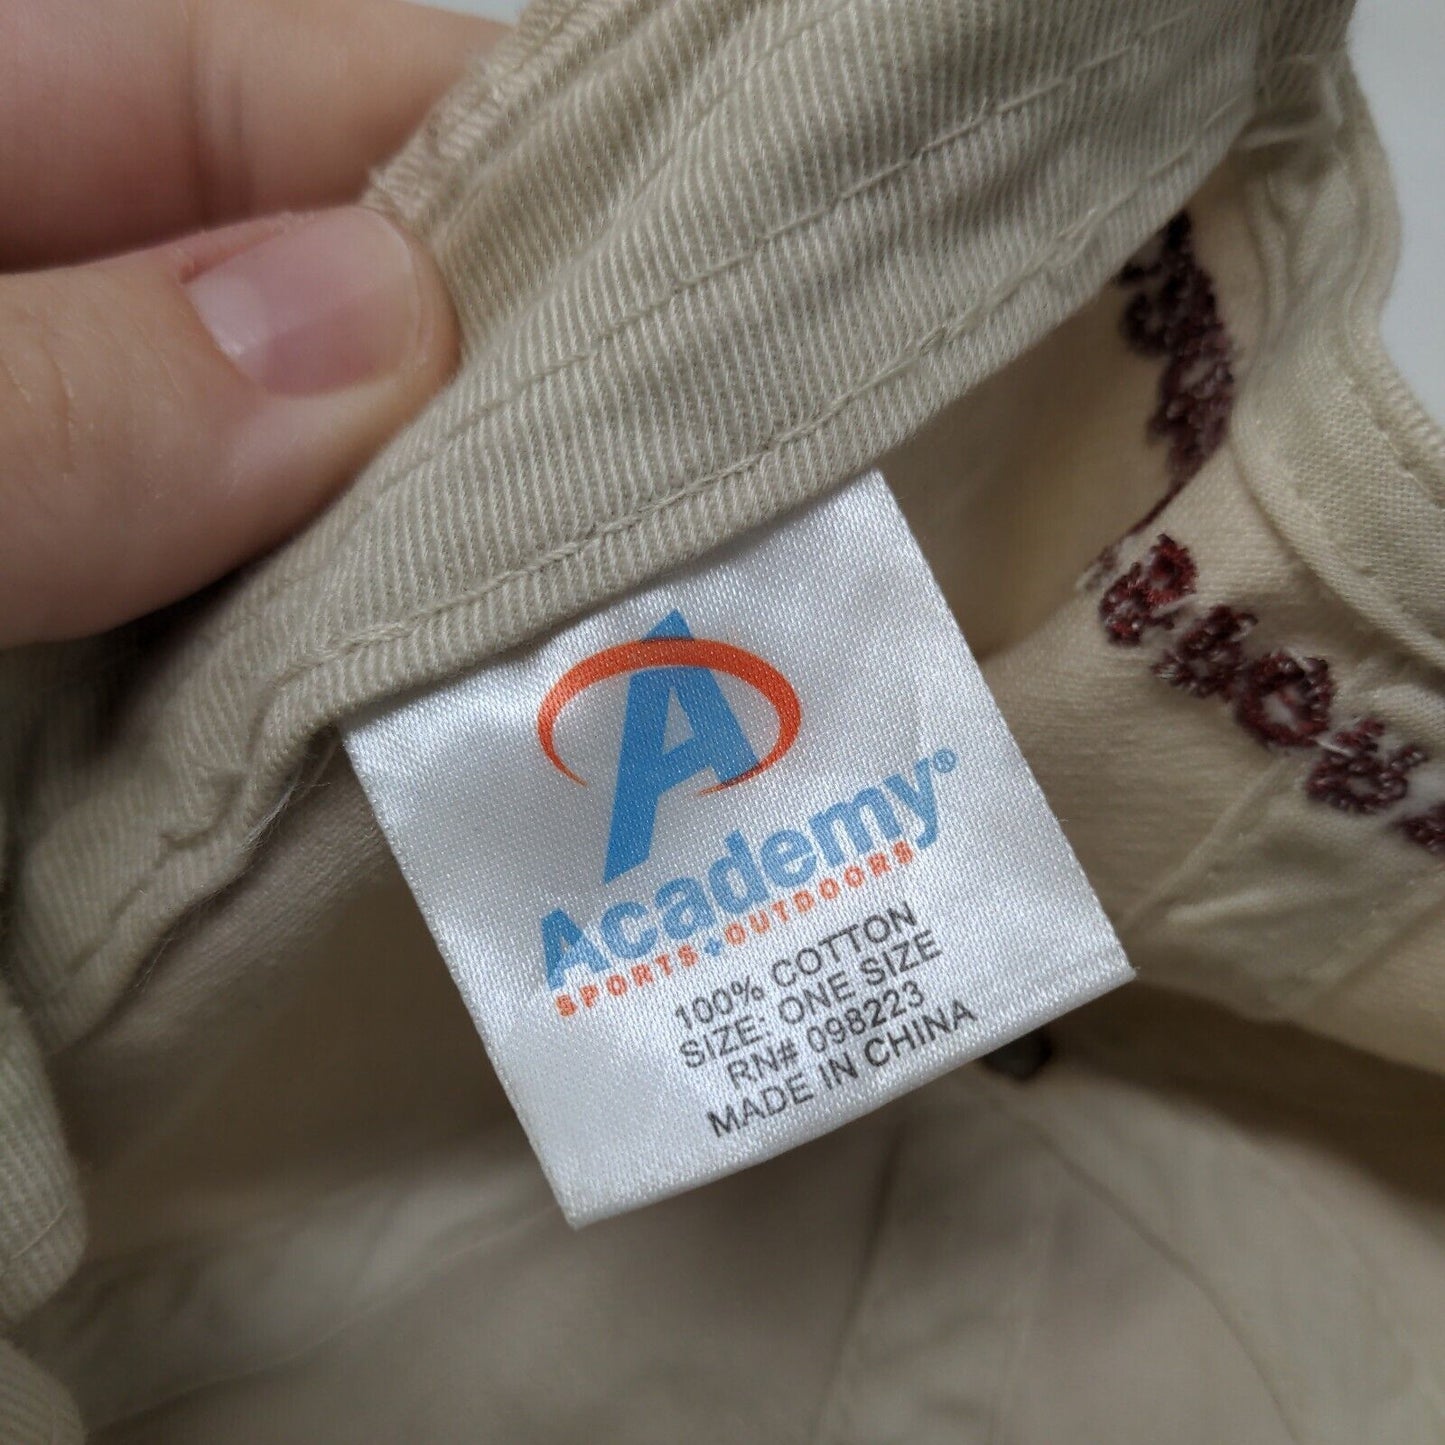 A
Academy®
SPORTS+OUTDOORS
100% COTTON
SIZE: ONE SIZE
RN# 098223
MADE IN CHINA